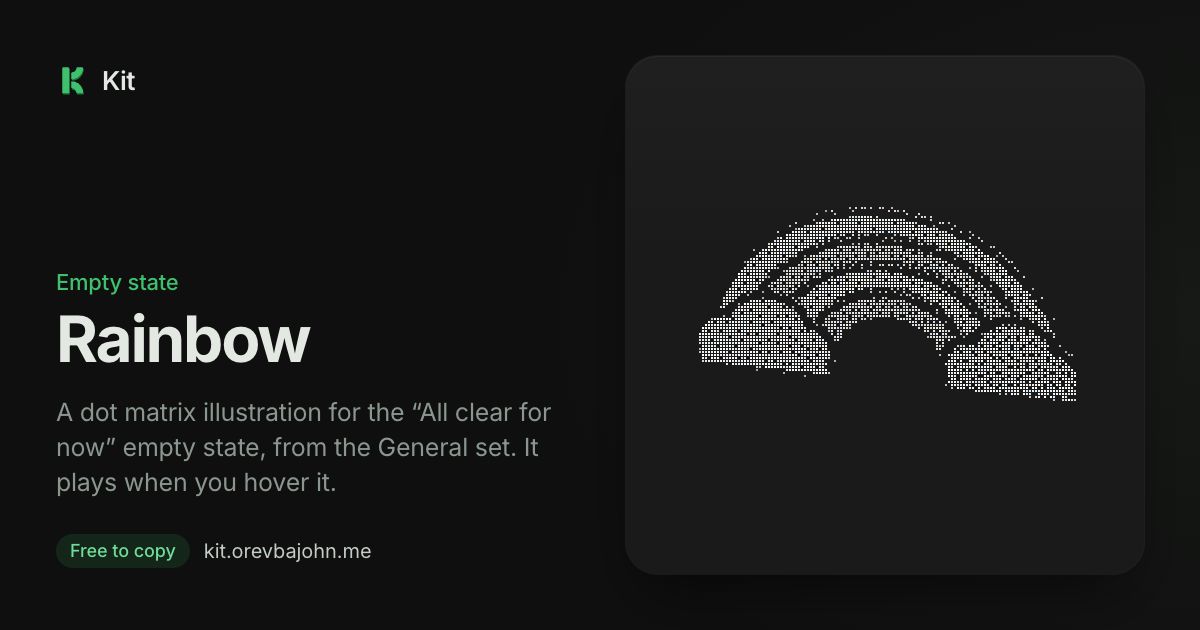 Kit
Empty state
Rainbow
A dot matrix illustration for the “All clear for
now” empty state, from the General set. It
plays when you hover it.
Free to copy
kit.orevbajohn.me